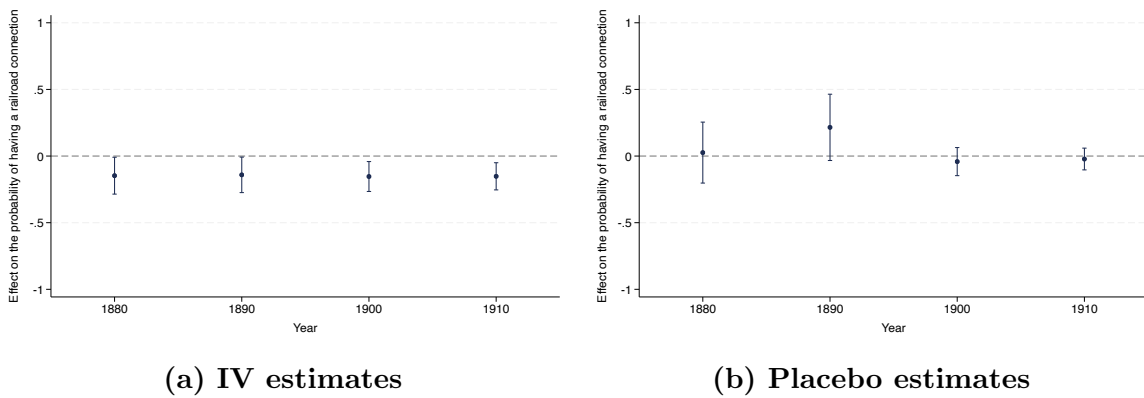 Effect on the probability of having a railroad connection
1
.5
0
-.5
-1
1880 1890 1900 1910
Year
(a) IV estimates
Effect on the probability of having a railroad connection
1
.5
0
-.5
-1
1880 1890 1900 1910
Year
(b) Placebo estimates